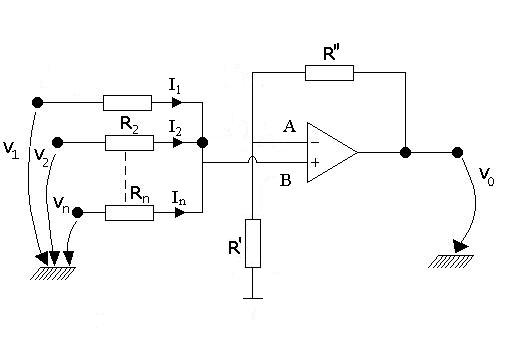 R"
I1
V1
R2
I2
V2
A
−
+
B
Vn
Rn
In
V0
R'